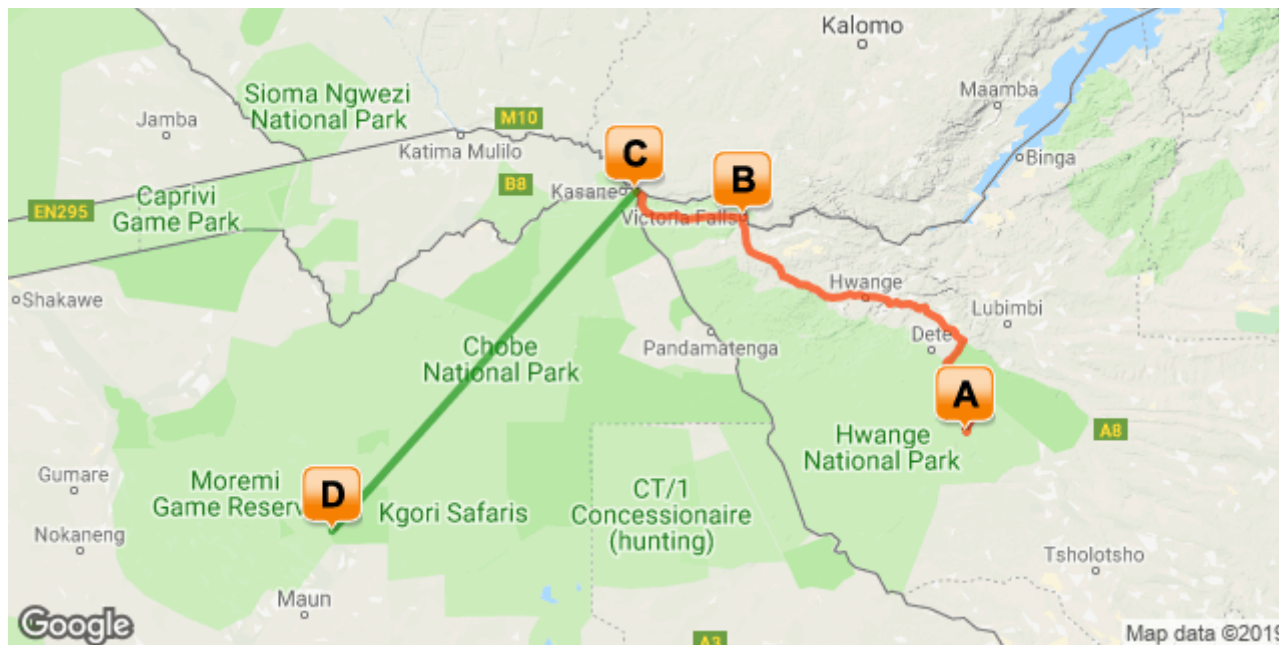 Kalomo
Sioma Ngwezi
National Park
Maamba
Jamba
M10
C
Katima Mulilo
B
Binga
B8
Kasane
Caprivi
Game Park
EN295
Victoria Falls
Hwange
Shakawe
Lubimbi
Dete
Chobe
National Park
Pandamatenga
A
Hwange
National Park
A8
Gumare
Moremi
Game Reserv
D
Kgori Safaris
CT/1
Concessionaire
(hunting)
Nokaneng
Tsholotsho
Maun
Google
A3
Map data ©2019